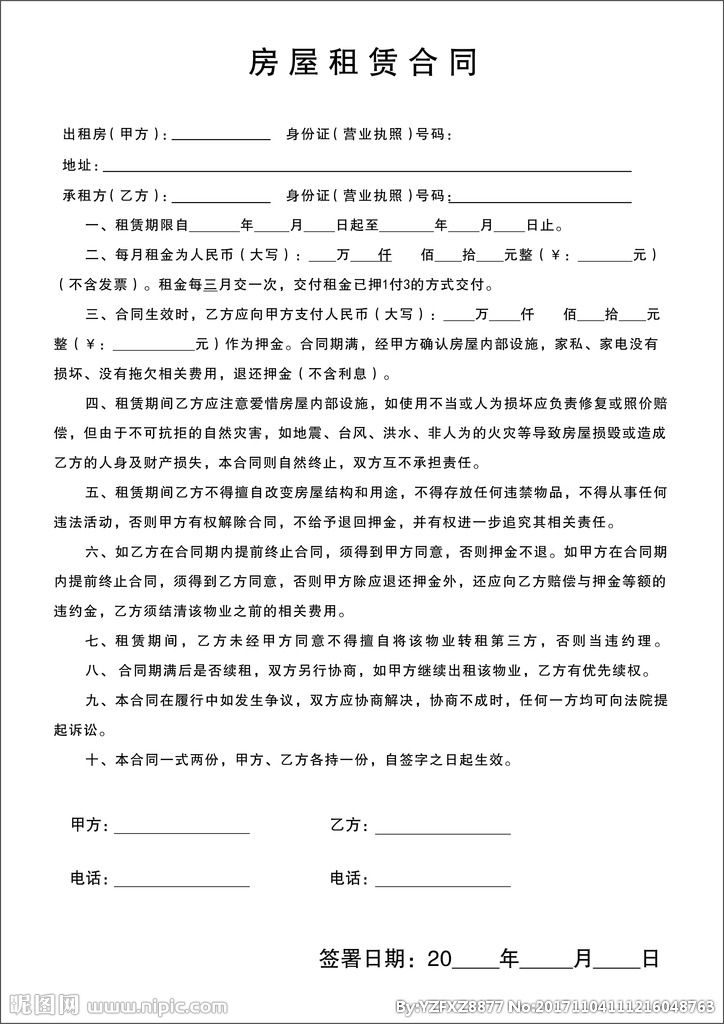 房屋租赁合同
出租房(甲方):____________ 身份证(营业执照)号码:
地址:____________________________________
承租方(乙方):____________ 身份证(营业执照)号码:____________
一、租赁期限自______年____月____日起至______年____月____日止。
二、每月租金为人民币(大写):___万___仟 佰___拾___元整(¥:______元)
(不含发票)。租金每三月交一次,交付租金已押1付3的方式交付。
三、合同生效时,乙方应向甲方支付人民币(大写):____万____仟 佰___拾___元
整(¥:__________元)作为押金。合同期满,经甲方确认房屋内部设施,家私、家电没有
损坏、没有拖欠相关费用,退还押金(不含利息)。
四、租赁期间乙方应注意爱惜房屋内部设施,如使用不当或人为损坏应负责修复或照价赔
偿,但由于不可抗拒的自然灾害,如地震、台风、洪水、非人为的火灾等导致房屋损毁或造成
乙方的人身及财产损失,本合同则自然终止,双方互不承担责任。
五、租赁期间乙方不得擅自改变房屋结构和用途,不得存放任何违禁物品,不得从事任何
违法活动,否则甲方有权解除合同,不给予退回押金,并有权进一步追究其相关责任。
六、如乙方在合同期内提前终止合同,须得到甲方同意,否则押金不退。如甲方在合同期
内提前终止合同,须得到乙方同意,否则甲方除应退还押金外,还应向乙方赔偿与押金等额的
违约金,乙方须结清该物业之前的相关费用。
七、租赁期间,乙方未经甲方同意不得擅自将该物业转租第三方,否则当违约理。
八、 合同期满后是否续租,双方另行协商,如甲方继续出租该物业,乙方有优先续权。
九、本合同在履行中如发生争议,双方应协商解决,协商不成时,任何一方均可向法院提
起诉讼。
十、本合同一式两份,甲方、乙方各持一份,自签字之日起生效。
甲方:______________ 乙方:______________
电话:______________ 电话:______________
签署日期:20____年____月____日
昵图网 www.nipic.com By:YZFXZ8877 No:20171104111216048763